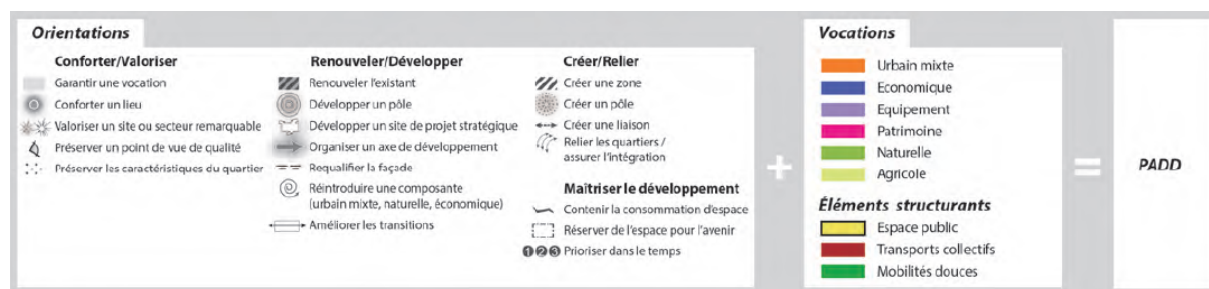 Orientations
Conforter/Valoriser
Garantir une vocation
Conforter un lieu
Valoriser un site ou secteur remarquable
Préserver un point de vue de qualité
Préserver les caractéristiques du quartier
Renouveler/Développer
Renouveler l'existant
Développer un pôle
Développer un site de projet stratégique
Organiser un axe de développement
Requalifier la façade
Réintroduire une composante
(urbain mixte, naturelle, économique)
Améliorer les transitions
Créer/Relier
Créer une zone
Créer un pôle
Créer une liaison
Relier les quartiers /
assurer l'intégration
Maîtriser le développement
Contenir la consommation d'espace
Réserver de l'espace pour l'avenir
1 2 3 Prioriser dans le temps
+
Vocations
Urbain mixte
Economique
Equipement
Patrimoine
Naturelle
Agricole
Éléments structurants
Espace public
Transports collectifs
Mobilités douces
=
PADD